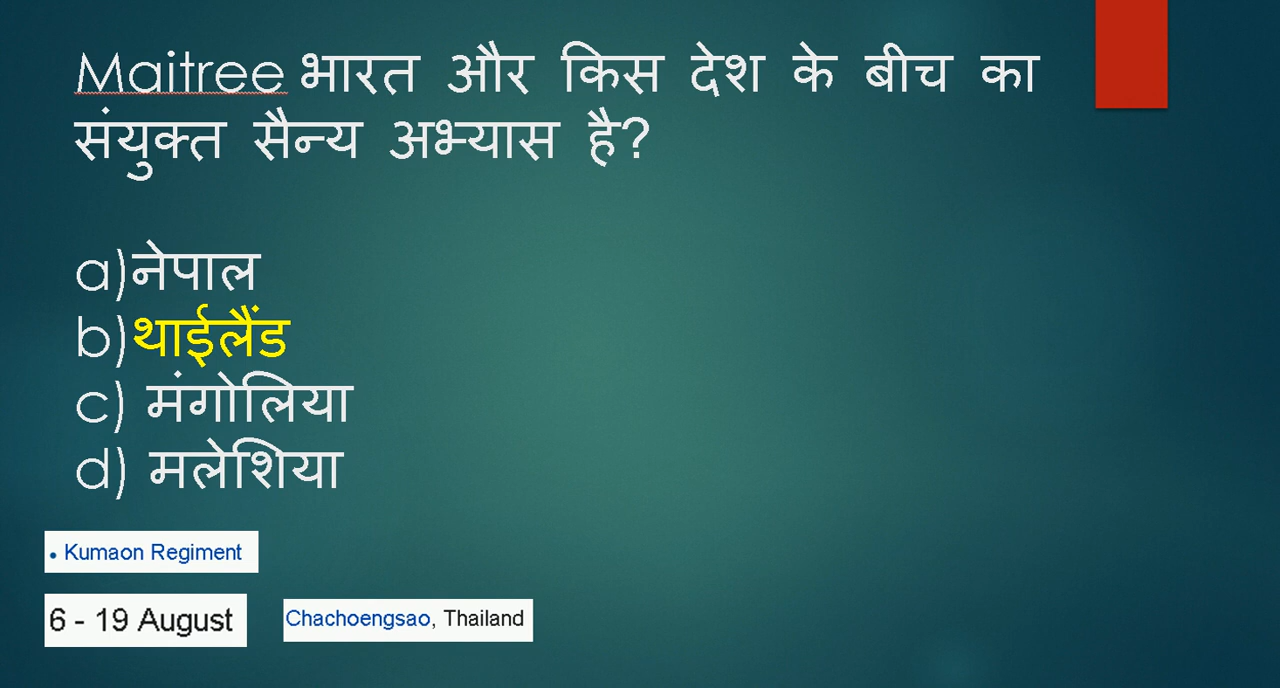 Maitree भारत और किस देश के बीच का
संयुक्त सैन्य अभ्यास है?
a)नेपाल
b)थाईलैंड
c) मंगोलिया
d) मलेशिया
• Kumaon Regiment
6 - 19 August
Chachoengsao, Thailand